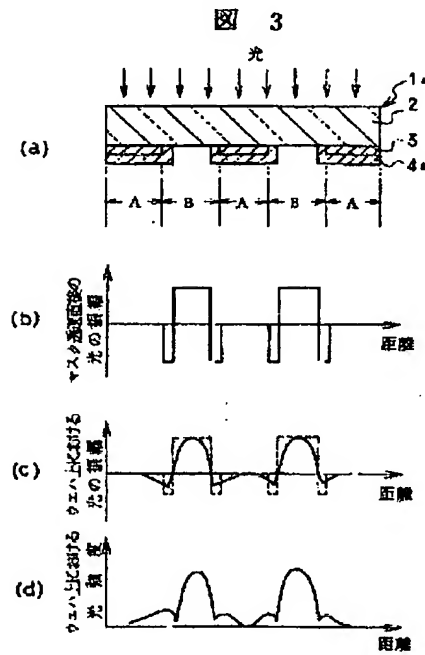 図 3
光
1a
2
3
4a
(a)
A B A B A
(b)
マスク透過直後の
光の振幅
距離
(c)
ウエハ上における
光の振幅
距離
(d)
ウエハ上における
光強度
距離